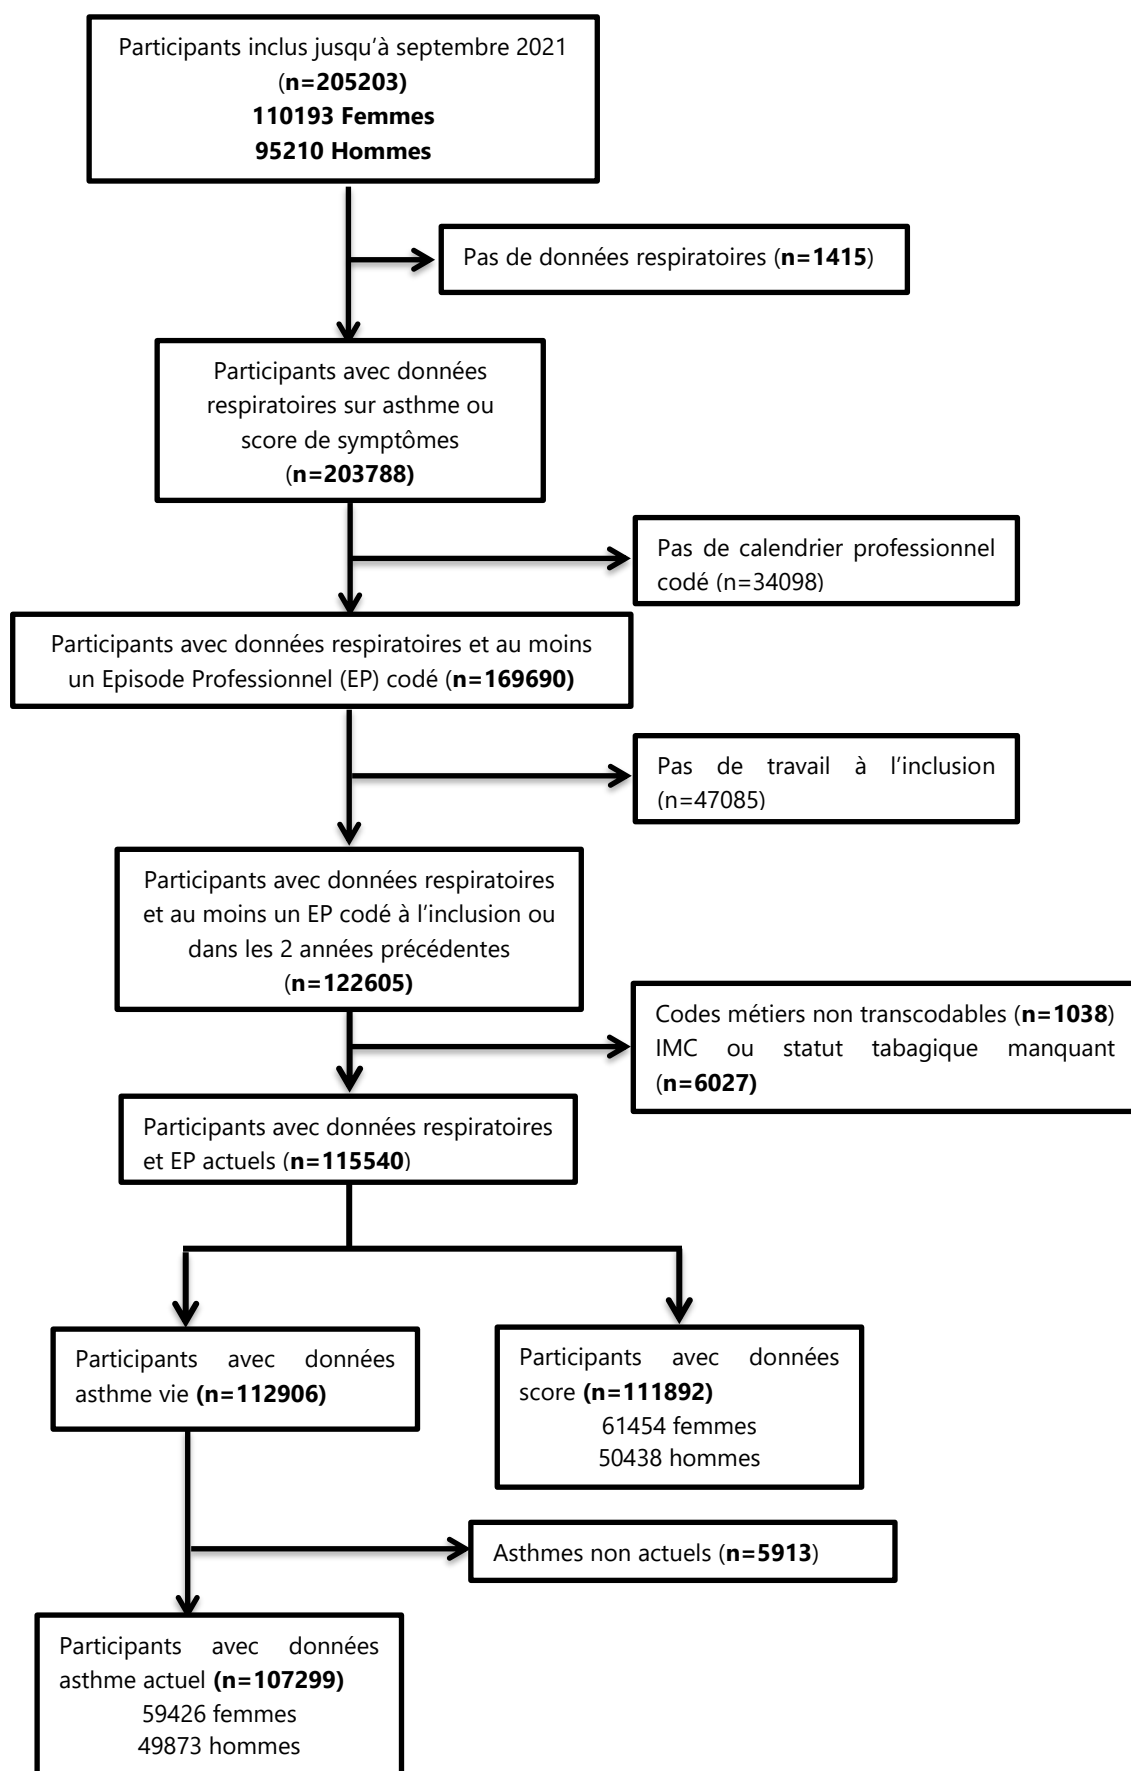 Participants inclus jusqu’à septembre 2021
(n=205203)
110193 Femmes
95210 Hommes
Pas de données respiratoires (n=1415)
Participants avec données
respiratoires sur asthme ou
score de symptômes
(n=203788)
Pas de calendrier professionnel
codé (n=34098)
Participants avec données respiratoires et au moins
un Episode Professionnel (EP) codé (n=169690)
Pas de travail à l’inclusion
(n=47085)
Participants avec données respiratoires
et au moins un EP codé à l’inclusion ou
dans les 2 années précédentes
(n=122605)
Codes métiers non transcodables (n=1038)
IMC ou statut tabagique manquant
(n=6027)
Participants avec données respiratoires
et EP actuels (n=115540)
Participants avec données
asthme vie (n=112906)
Participants avec données
score (n=111892)
61454 femmes
50438 hommes
Asthmes non actuels (n=5913)
Participants avec données
asthme actuel (n=107299)
59426 femmes
49873 hommes